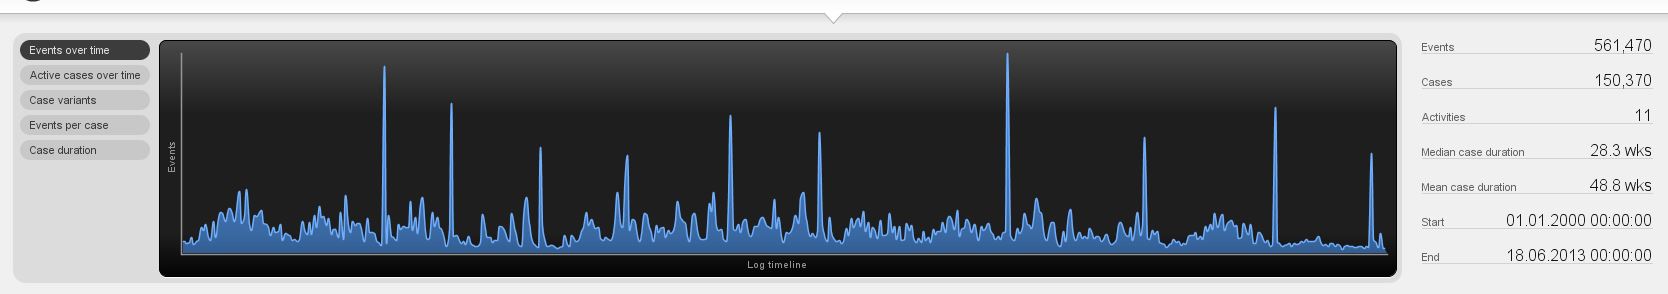 Events over time
Active cases over time
Case variants
Events per case
Case duration
Events
Log timeline
Events 561,470
Cases 150,370
Activities 11
Median case duration 28.3 wks
Mean case duration 48.8 wks
Start 01.01.2000 00:00:00
End 18.06.2013 00:00:00